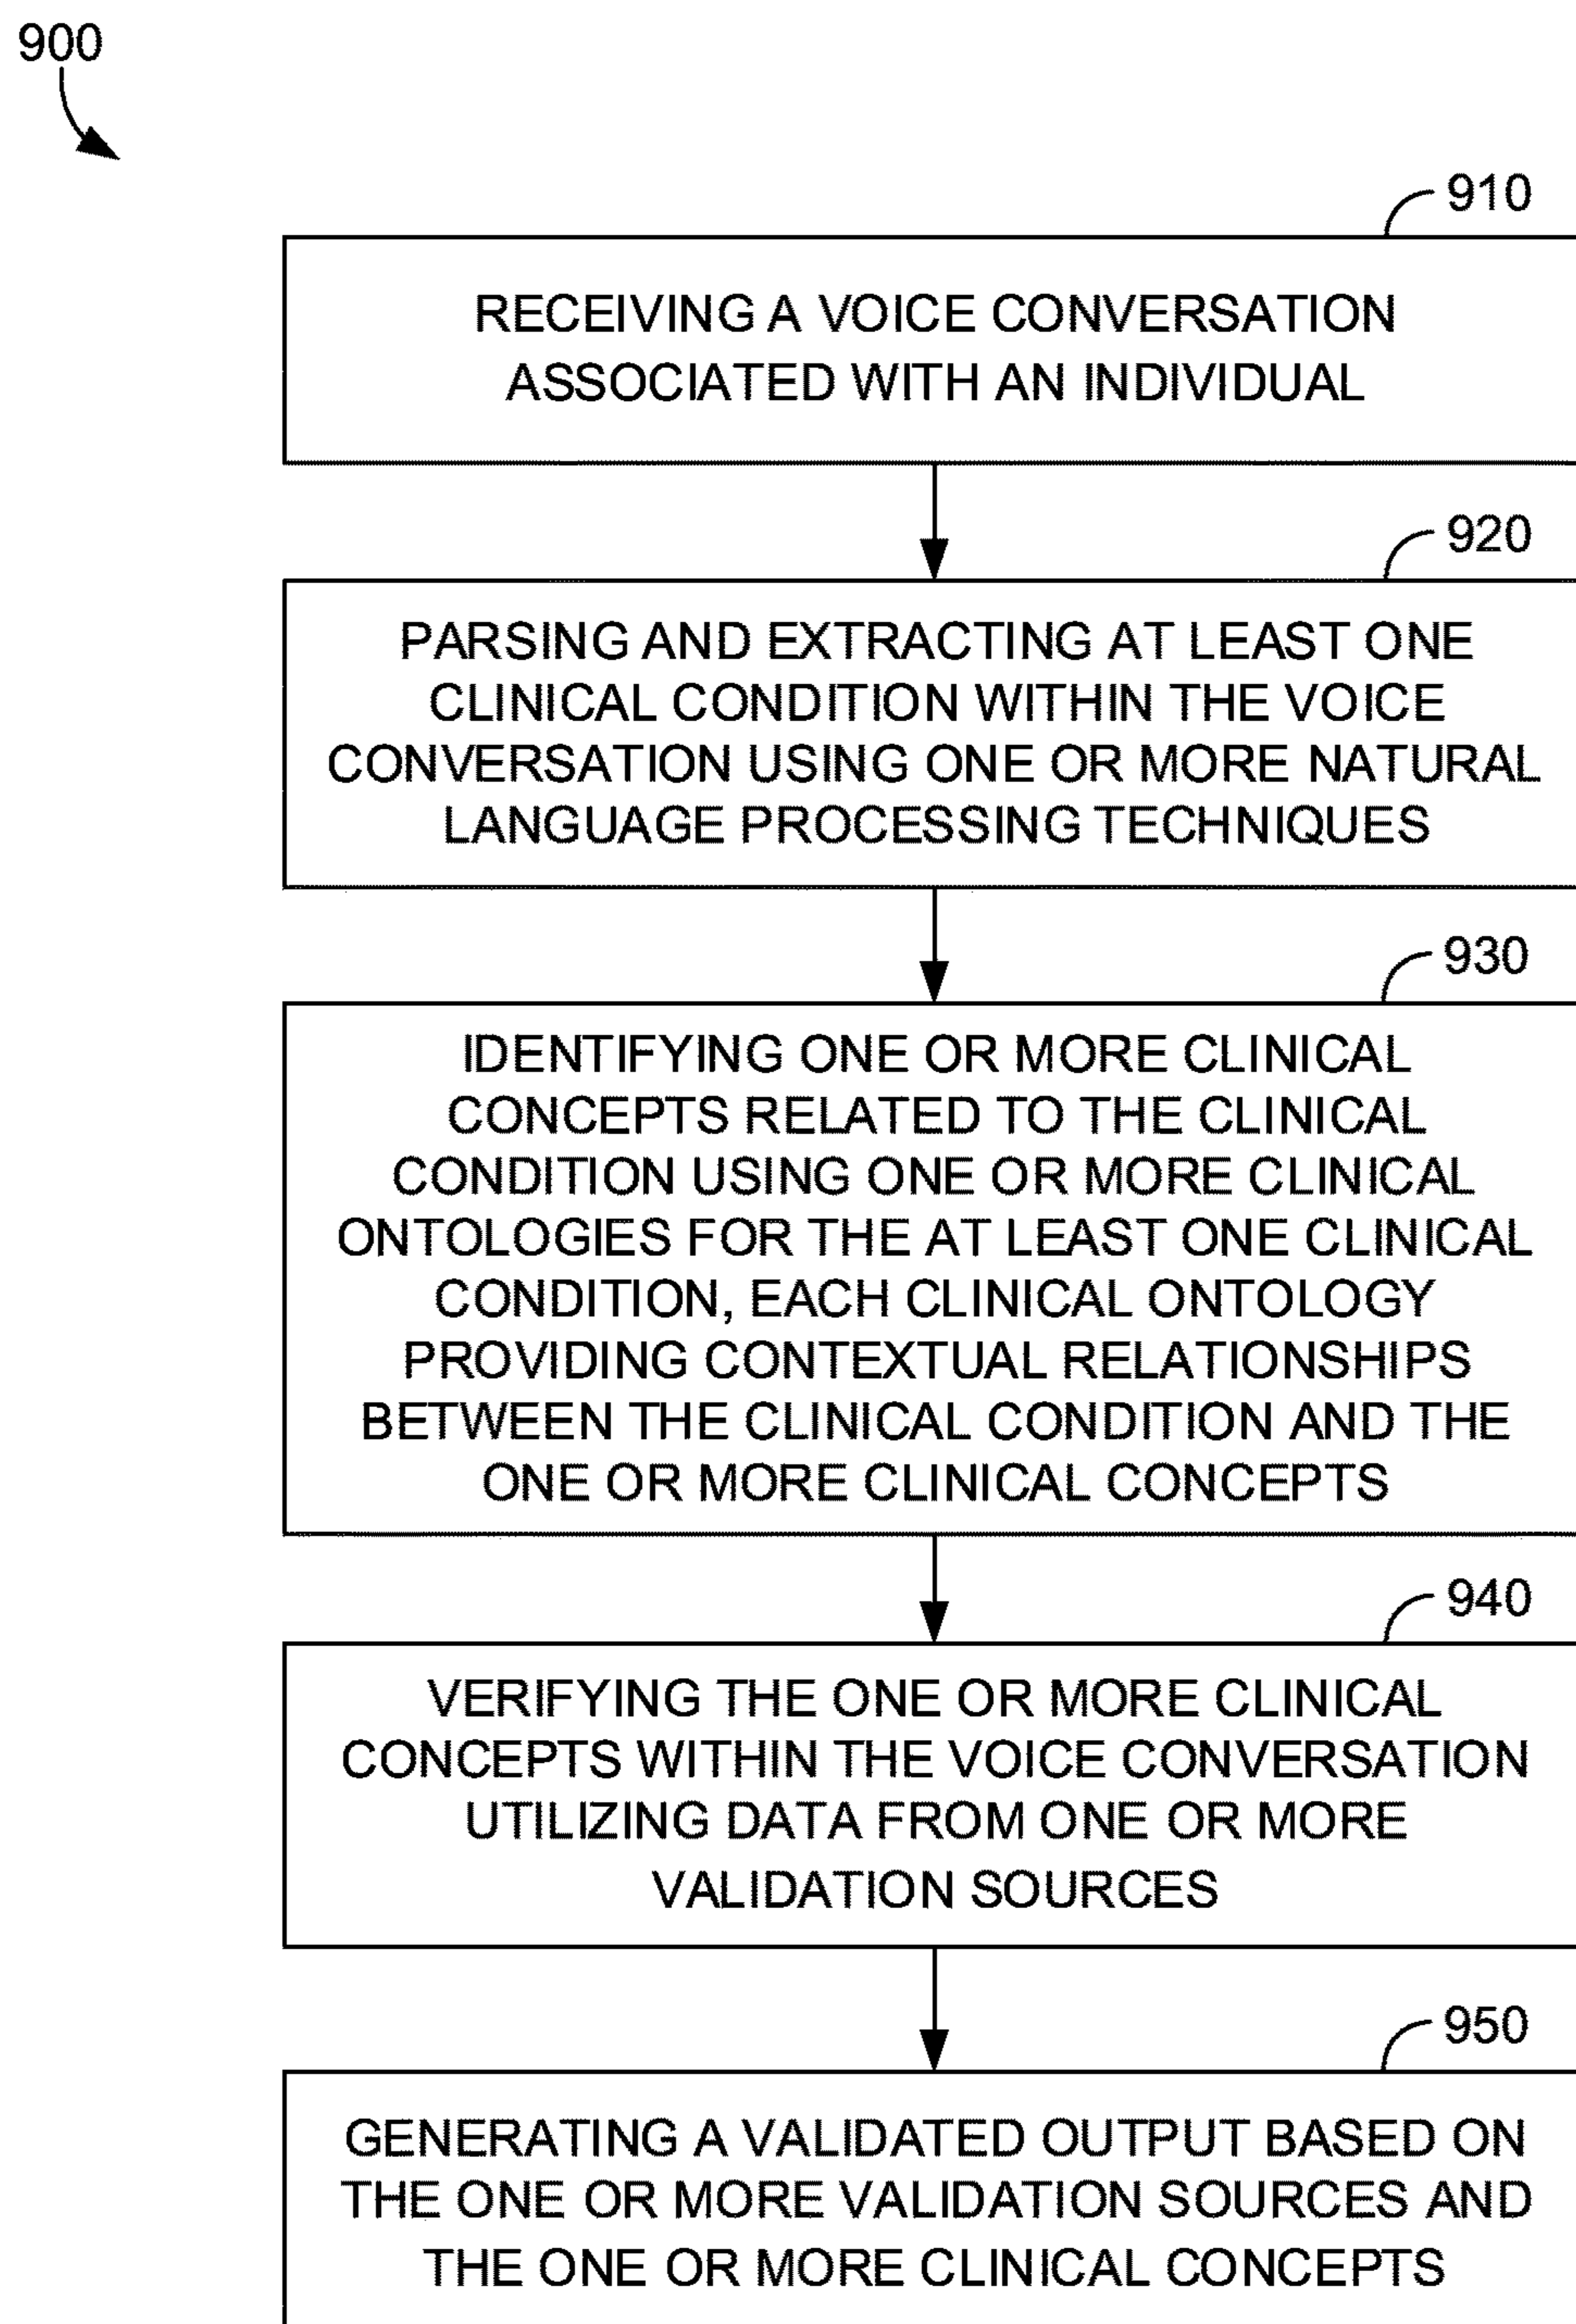 900
910
RECEIVING A VOICE CONVERSATION
ASSOCIATED WITH AN INDIVIDUAL
920
PARSING AND EXTRACTING AT LEAST ONE
CLINICAL CONDITION WITHIN THE VOICE
CONVERSATION USING ONE OR MORE NATURAL
LANGUAGE PROCESSING TECHNIQUES
930
IDENTIFYING ONE OR MORE CLINICAL
CONCEPTS RELATED TO THE CLINICAL
CONDITION USING ONE OR MORE CLINICAL
ONTOLOGIES FOR THE AT LEAST ONE CLINICAL
CONDITION, EACH CLINICAL ONTOLOGY
PROVIDING CONTEXTUAL RELATIONSHIPS
BETWEEN THE CLINICAL CONDITION AND THE
ONE OR MORE CLINICAL CONCEPTS
940
VERIFYING THE ONE OR MORE CLINICAL
CONCEPTS WITHIN THE VOICE CONVERSATION
UTILIZING DATA FROM ONE OR MORE
VALIDATION SOURCES
950
GENERATING A VALIDATED OUTPUT BASED ON
THE ONE OR MORE VALIDATION SOURCES AND
THE ONE OR MORE CLINICAL CONCEPTS